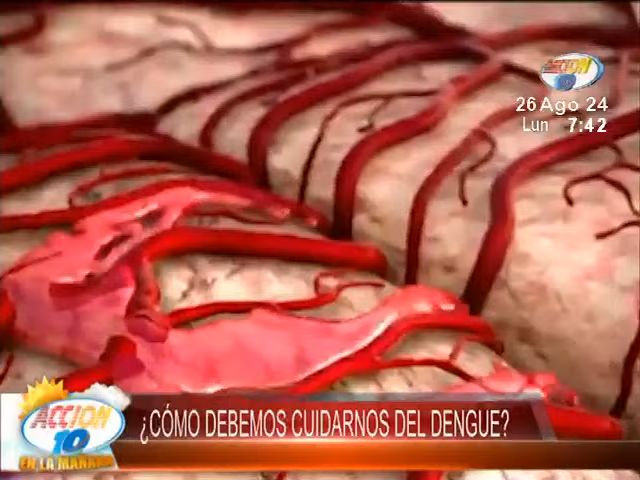 ACCION
10
26 Ago 24
Lun 7:42
ACCION
10
EN LA MAÑANA
¿CÓMO DEBEMOS CUIDARNOS DEL DENGUE?